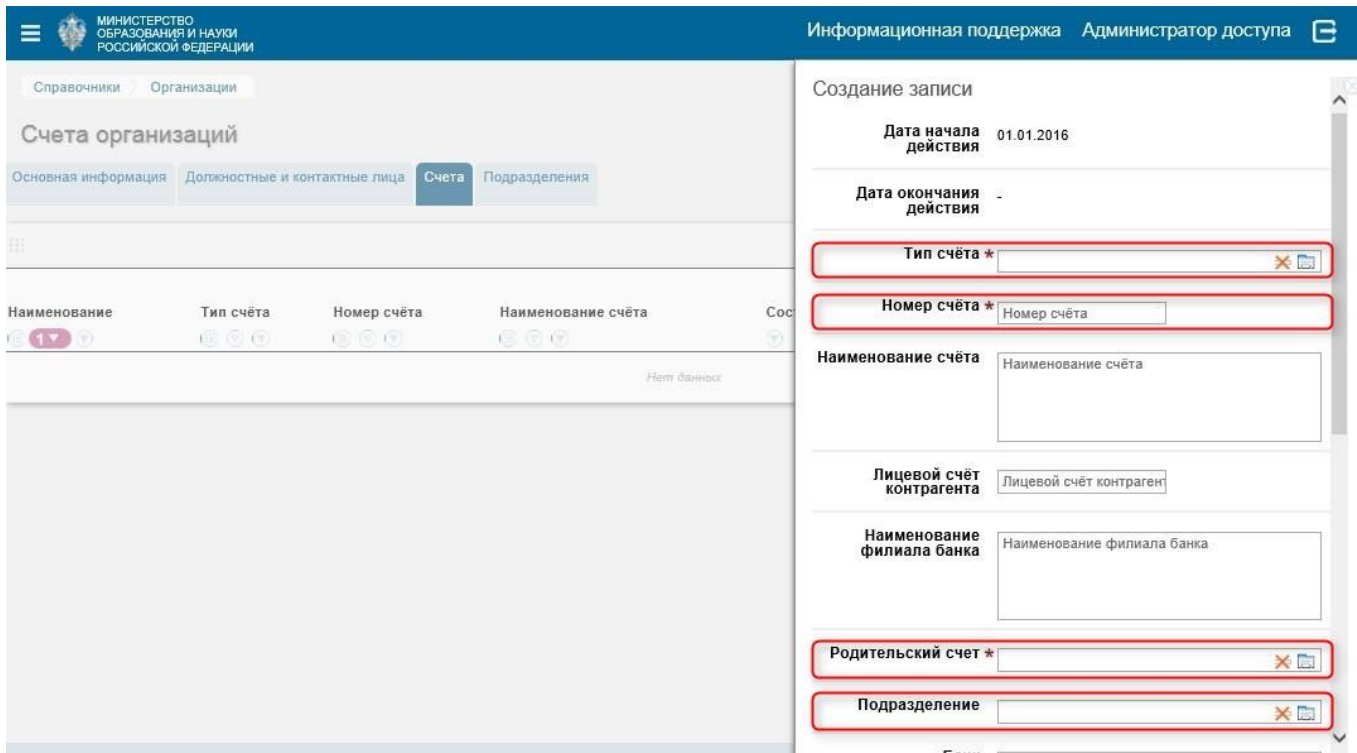 МИНИСТЕРСТВО
ОБРАЗОВАНИЯ И НАУКИ
РОССИЙСКОЙ ФЕДЕРАЦИИ
Информационная поддержка Администратор доступа
Справочники Организации
Счета организаций
Основная информация Должностные и контактные лица Счета Подразделения
Наименование Тип счёта Номер счёта Наименование счёта
1
Нет данных
Создание записи
Дата начала
действия
01.01.2016
Дата окончания
действия
-
Тип счёта *
Номер счёта *
Номер счёта
Наименование счёта
Наименование счёта
Лицевой счёт
контрагента
Лицевой счёт контрагент
Наименование
филиала банка
Наименование филиала банка
Родительский счет *
Подразделение